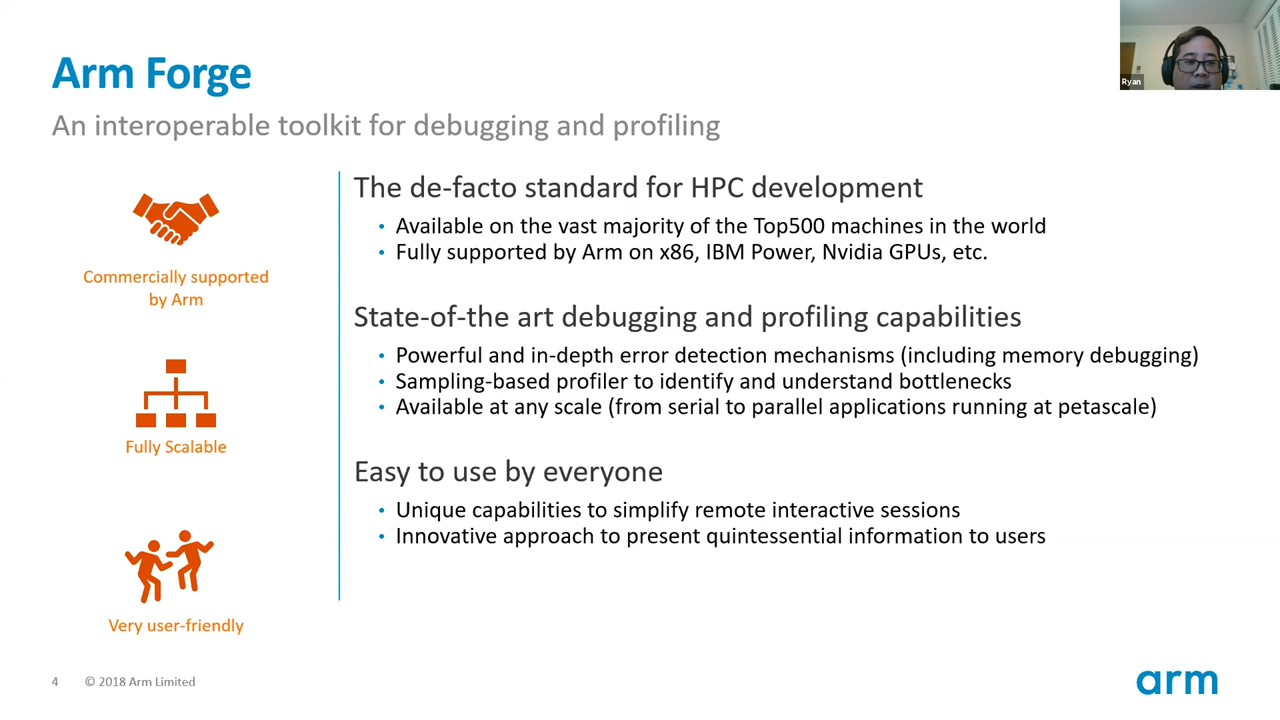 Arm Forge
An interoperable toolkit for debugging and profiling
Ryan
Commercially supported
by Arm
Fully Scalable
Very user-friendly
The de-facto standard for HPC development
• Available on the vast majority of the Top500 machines in the world
• Fully supported by Arm on x86, IBM Power, Nvidia GPUs, etc.
State-of-the art debugging and profiling capabilities
• Powerful and in-depth error detection mechanisms (including memory debugging)
• Sampling-based profiler to identify and understand bottlenecks
• Available at any scale (from serial to parallel applications running at petascale)
Easy to use by everyone
• Unique capabilities to simplify remote interactive sessions
• Innovative approach to present quintessential information to users
4 © 2018 Arm Limited
arm